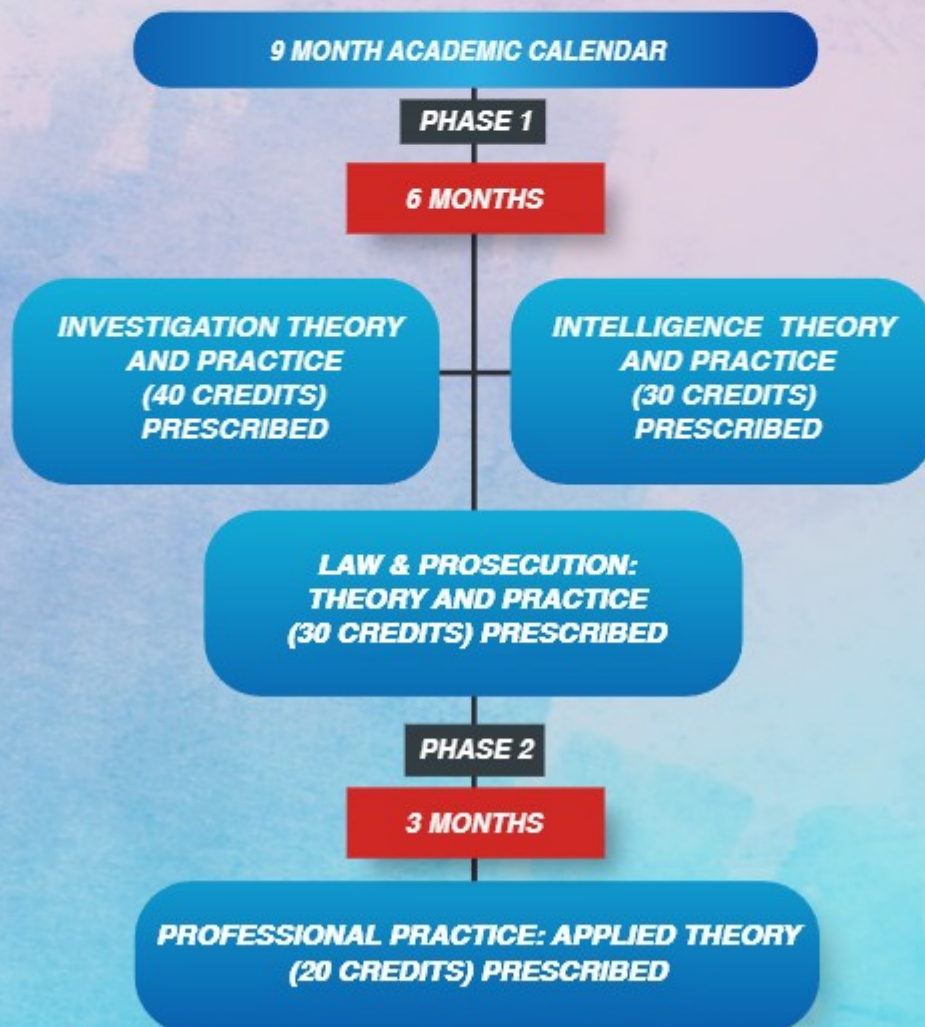 9 MONTH ACADEMIC CALENDAR
PHASE 1
6 MONTHS
INVESTIGATION THEORY
AND PRACTICE
(40 CREDITS)
PRESCRIBED
INTELLIGENCE THEORY
AND PRACTICE
(30 CREDITS)
PRESCRIBED
LAW & PROSECUTION:
THEORY AND PRACTICE
(30 CREDITS) PRESCRIBED
PHASE 2
3 MONTHS
PROFESSIONAL PRACTICE: APPLIED THEORY
(20 CREDITS) PRESCRIBED